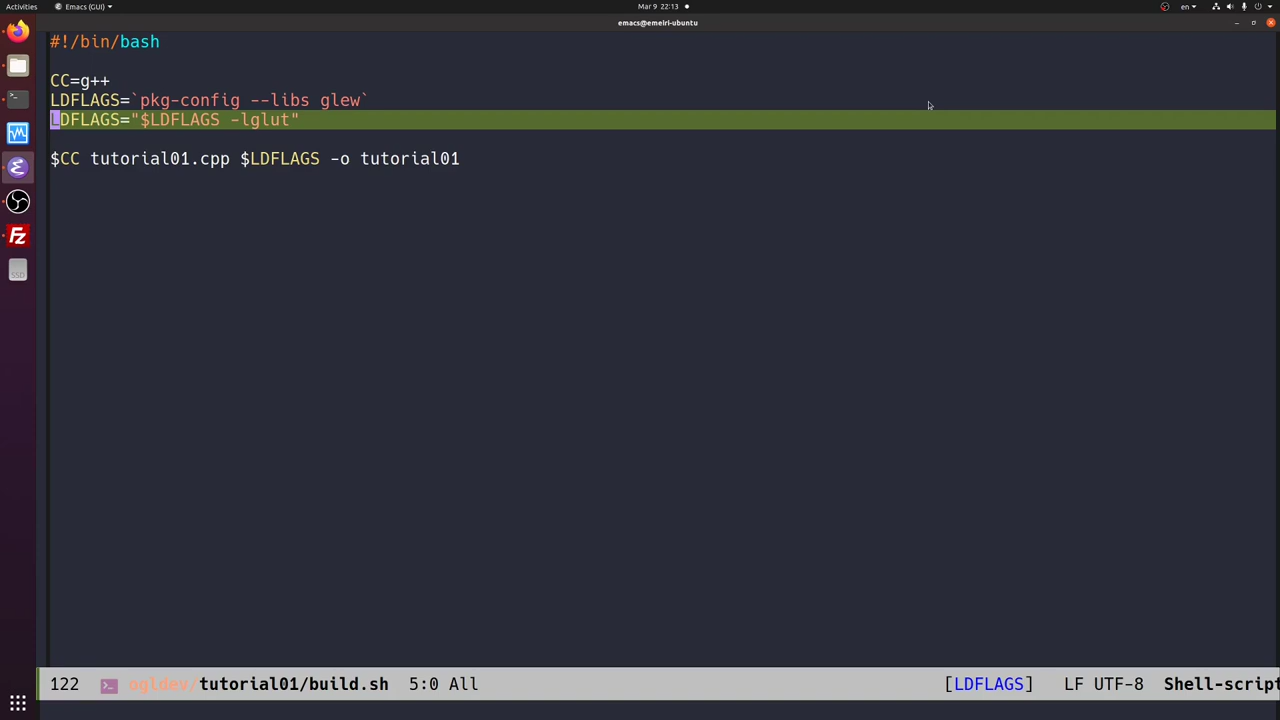 Activities
Emacs (GUI)
Mar 9 22:13
en
emacs@emeiri-ubuntu
#!/bin/bash
CC=g++
LDFLAGS=`pkg-config --libs glew`
LDFLAGS="$LDFLAGS -lglut"
$CC tutorial01.cpp $LDFLAGS -o tutorial01
Fz
SSD
122 ogldev/tutorial01/build.sh 5:0 All [LDFLAGS] LF UTF-8 Shell-script